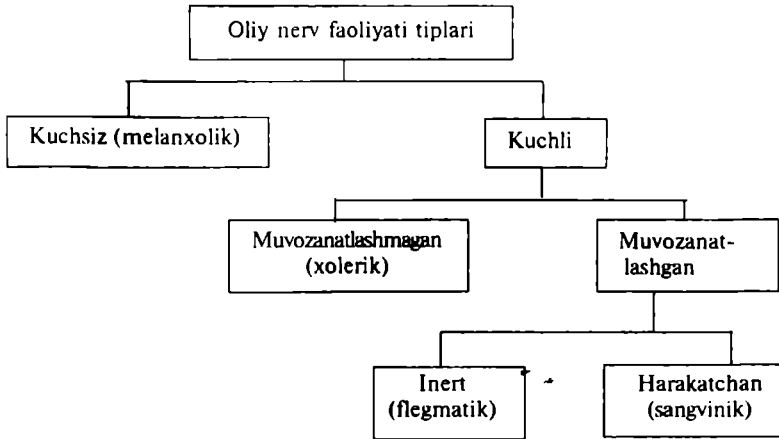 Oliy nerv faoliyati tiplari
Kuchsiz (melanxolik)
Kuchli
Muvozanatlashmagan
(xolerik)
Muvozanat-
lashgan
Inert
(flegmatik)
Harakatchan
(sangvinik)